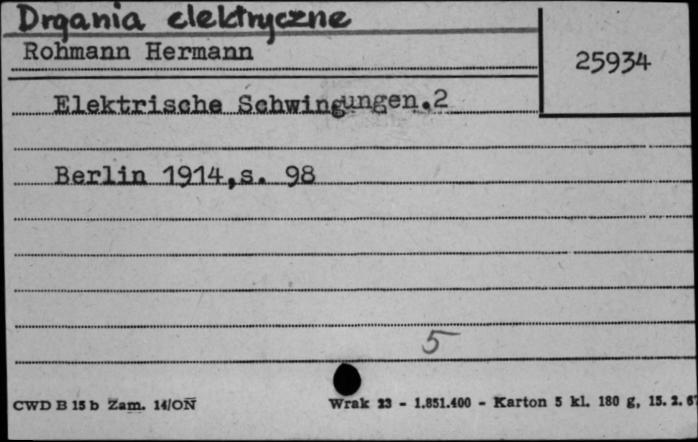 Drgania elektryczne
Rohmann Hermann
25934
Elektrische Schwingungen.2
Berlin 1914,s. 98
5
CWD B 15 b Zam. 14/ON
Wrak 23 - 1.851.400 - Karton 5 kl. 180 g, 15. 2. 67